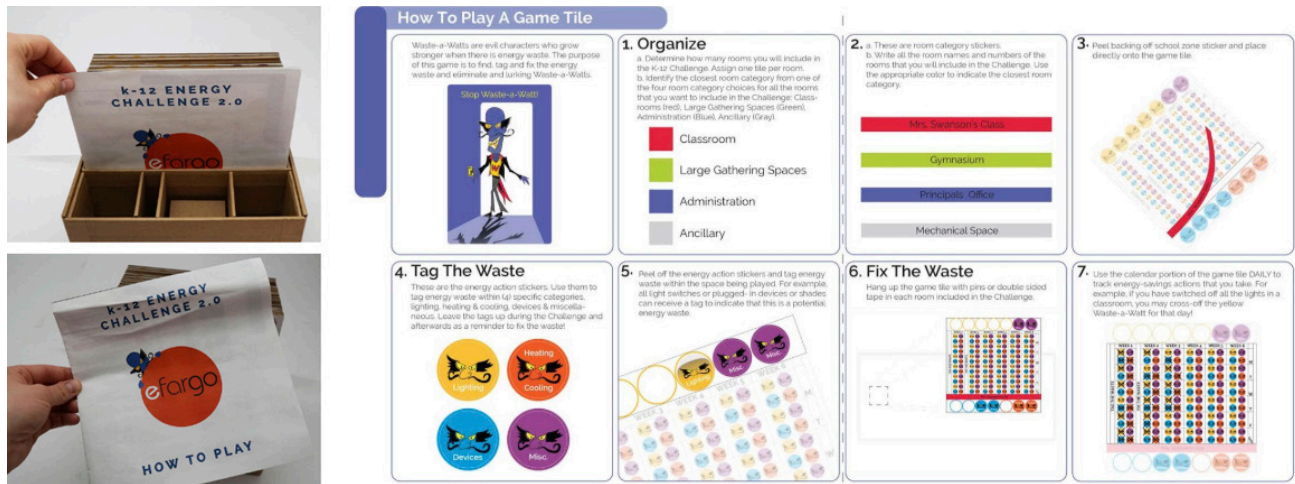 K-12 ENERGY
CHALLENGE 2.0
efargo
K-12 ENERGY
CHALLENGE 2.0
efargo
HOW TO PLAY
How To Play A Game Tile
Waste-a-Watts are evil characters who grow
stronger when there is energy waste. The purpose
of this game is to find, tag and fix the energy
waste and eliminate and lurking Waste-a-Watts.
Stop Waste-a-Watt!
1. Organize
a. Determine how many rooms you will include
in the K-12 Challenge. Assign one tile per room.
b. Identify the closest room category from one of
the four room category choices for all the rooms
that you want to include in the Challenge: Class-
rooms (red), Large Gathering Spaces (Green),
Administration (Blue), Ancillary (Gray).
Classroom
Large Gathering Spaces
Administration
Ancillary
2. a. These are room category stickers.
b. Write all the room names and numbers of the
rooms that you will include in the Challenge. Use
the appropriate color to indicate the closest room
category.
Mrs. Swanson's Class
Gymnasium
Principals Office
Mechanical Space
3. Peel backing off school zone sticker and place
directly onto the game tile.
4. Tag The Waste
These are the energy action stickers. Use them to
tag energy waste within (4) specific categories,
lighting, heating & cooling, devices & miscella-
neous. Leave the tags up during the Challenge and
afterwards as a reminder to fix the waste!
Lighting
Heating
Cooling
Devices
Misc.
5. Peel off the energy action stickers and tag energy
waste within the space being played. For example,
all light switches or plugged- in devices or shades
can receive a tag to indicate that this is a potential
energy waste.
Lighting
Misc.
Misc.
WEEK 3
WEEK 4
WEEK 5
WEEK 6
M
T
W
6. Fix The Waste
Hang up the game tile with pins or double sided
tape in each room included in the Challenge.
7. Use the calendar portion of the game tile DAILY to
track energy-savings actions that you take. For
example, if you have switched off all the lights in a
classroom, you may cross-off the yellow
Waste-a-Watt for that day!